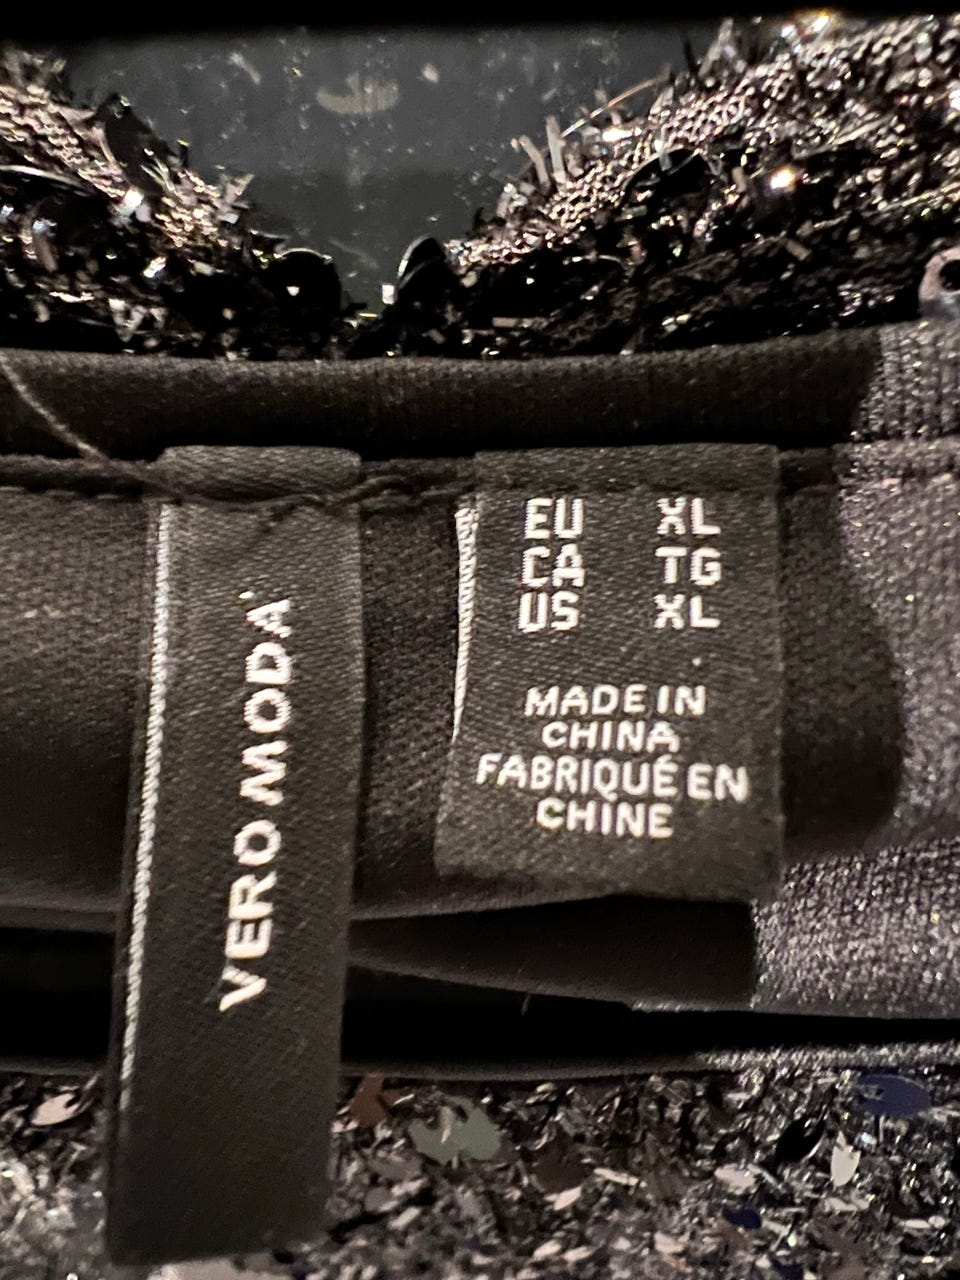 VERO MODA
EU XL
CA TG
US XL
MADE IN
CHINA
FABRIQUÉ EN
CHINE